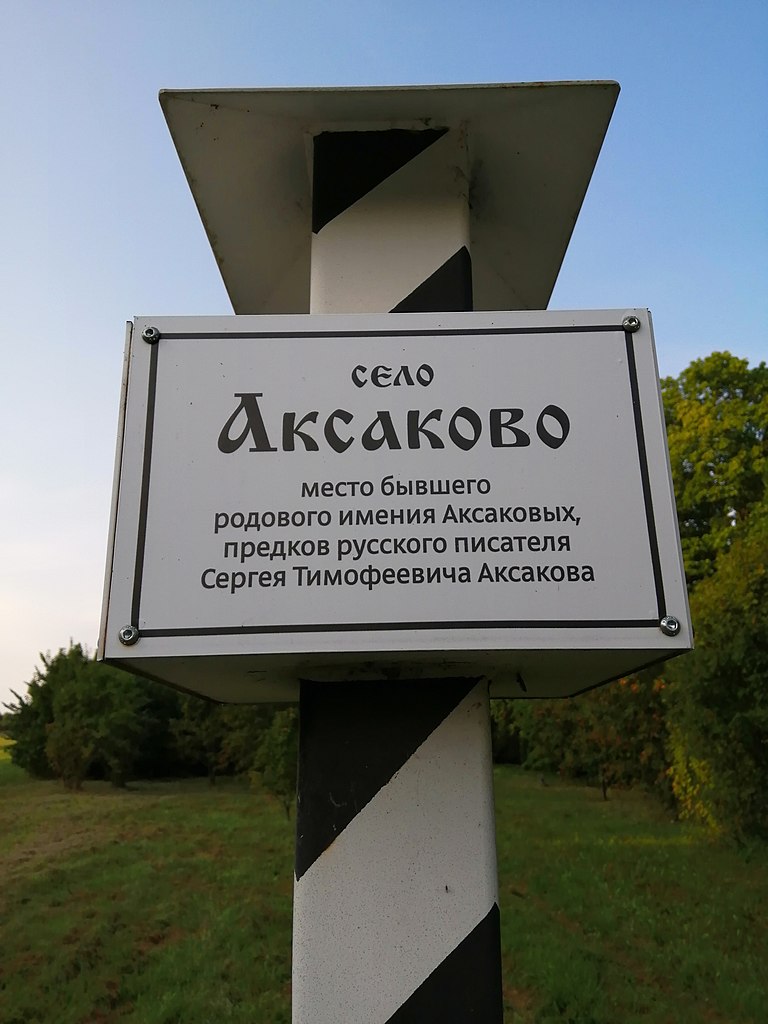 село
Аксаково
место бывшего
родового имения Аксаковых,
предков русского писателя
Сергея Тимофеевича Аксакова